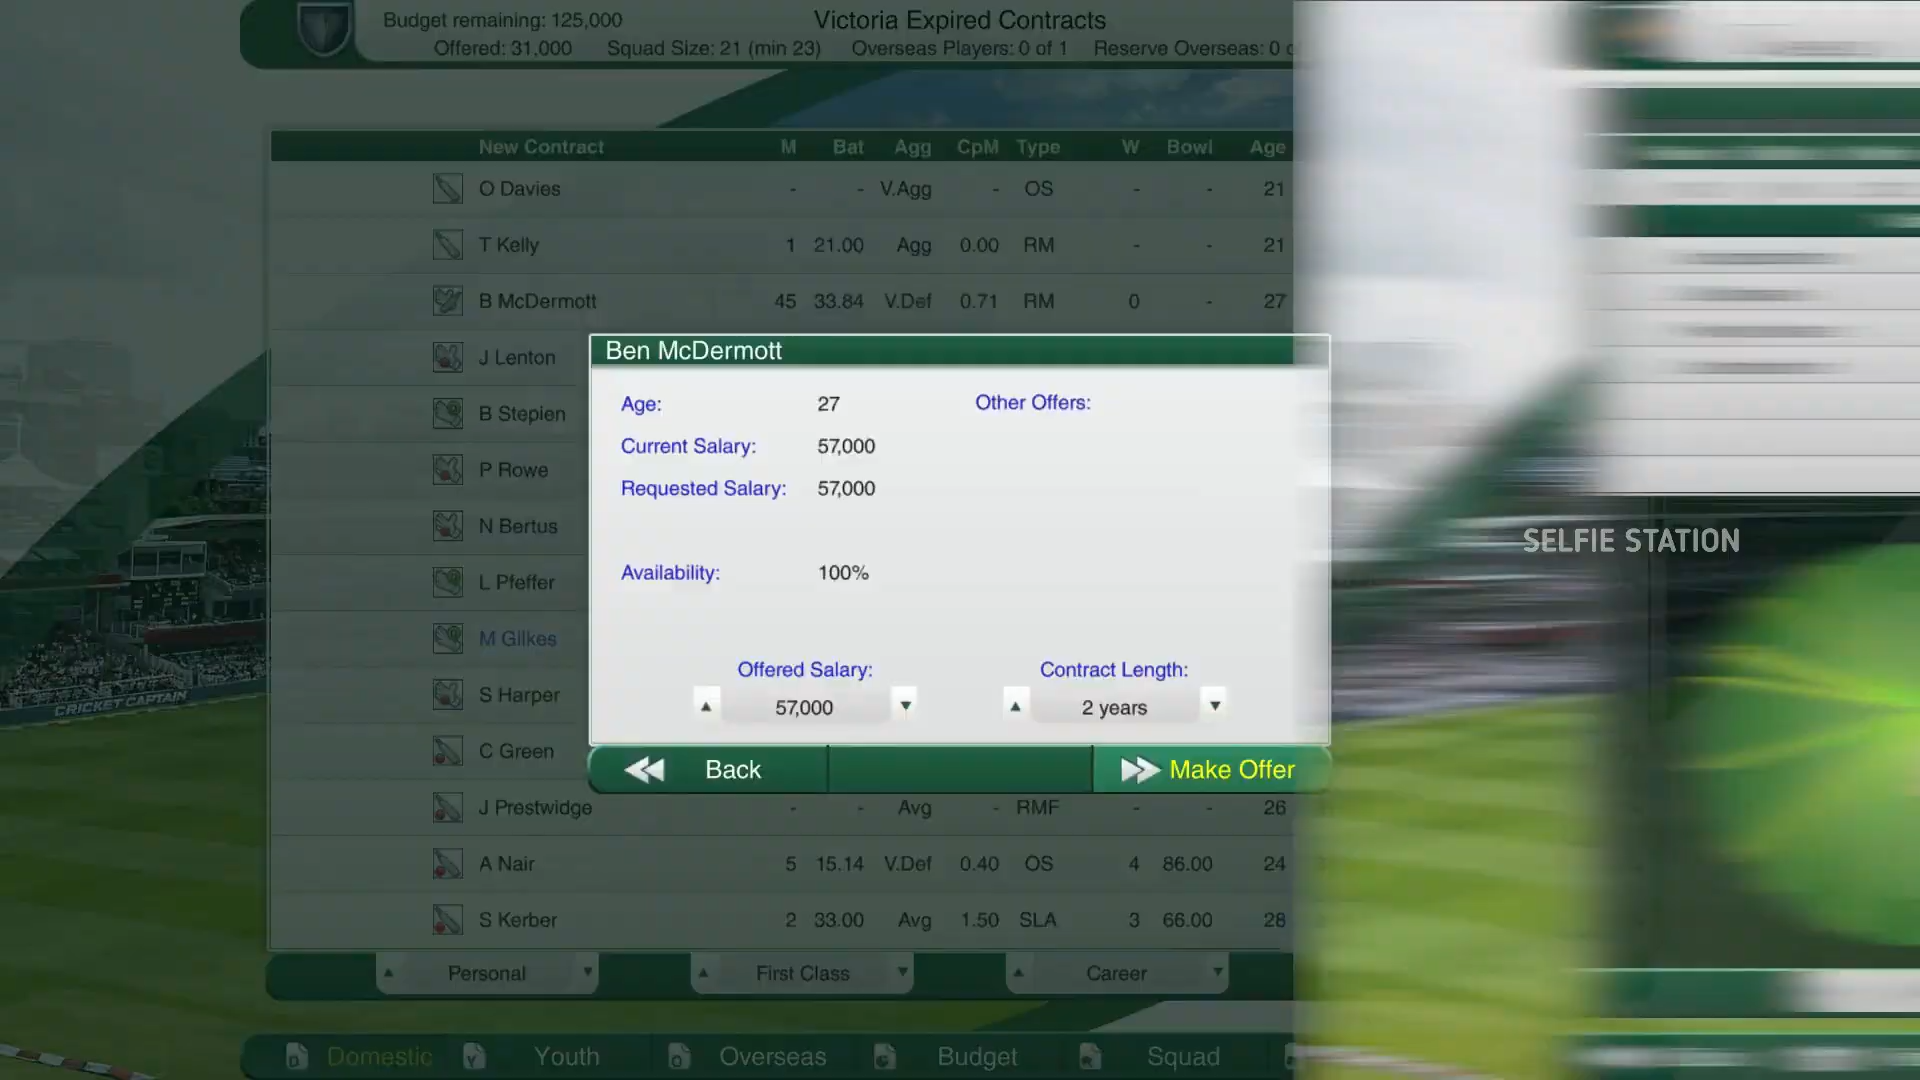 Budget remaining: 125,000
Victoria Expired Contracts
Offered: 31,000 Squad Size: 21 (min 23) Overseas Players: 0 of 1 Reserve Overseas: 0
New Contract M Bat Agg CpM Type W Bowl Age
O Davies - - V.Agg - OS - - 21
T Kelly 1 21.00 Agg 0.00 RM - - 21
B McDermott 45 33.84 V.Def 0.71 RM 0 - 27
J Lenton
B Stepien
P Rowe
N Bertus
L Pfeffer
M Gilkes
S Harper
C Green
J Prestwidge - - Avg - RMF - - 26
A Nair 5 15.14 V.Def 0.40 OS 4 86.00 24
S Kerber 2 33.00 Avg 1.50 SLA 3 66.00 28
Ben McDermott
Age: 27 Other Offers:
Current Salary: 57,000
Requested Salary: 57,000
Availability: 100%
Offered Salary: Contract Length:
57,000 2 years
Back Make Offer
SELFIE STATION
CRICKET CAPTAIN
Personal First Class Career
Domestic Youth Overseas Budget Squad